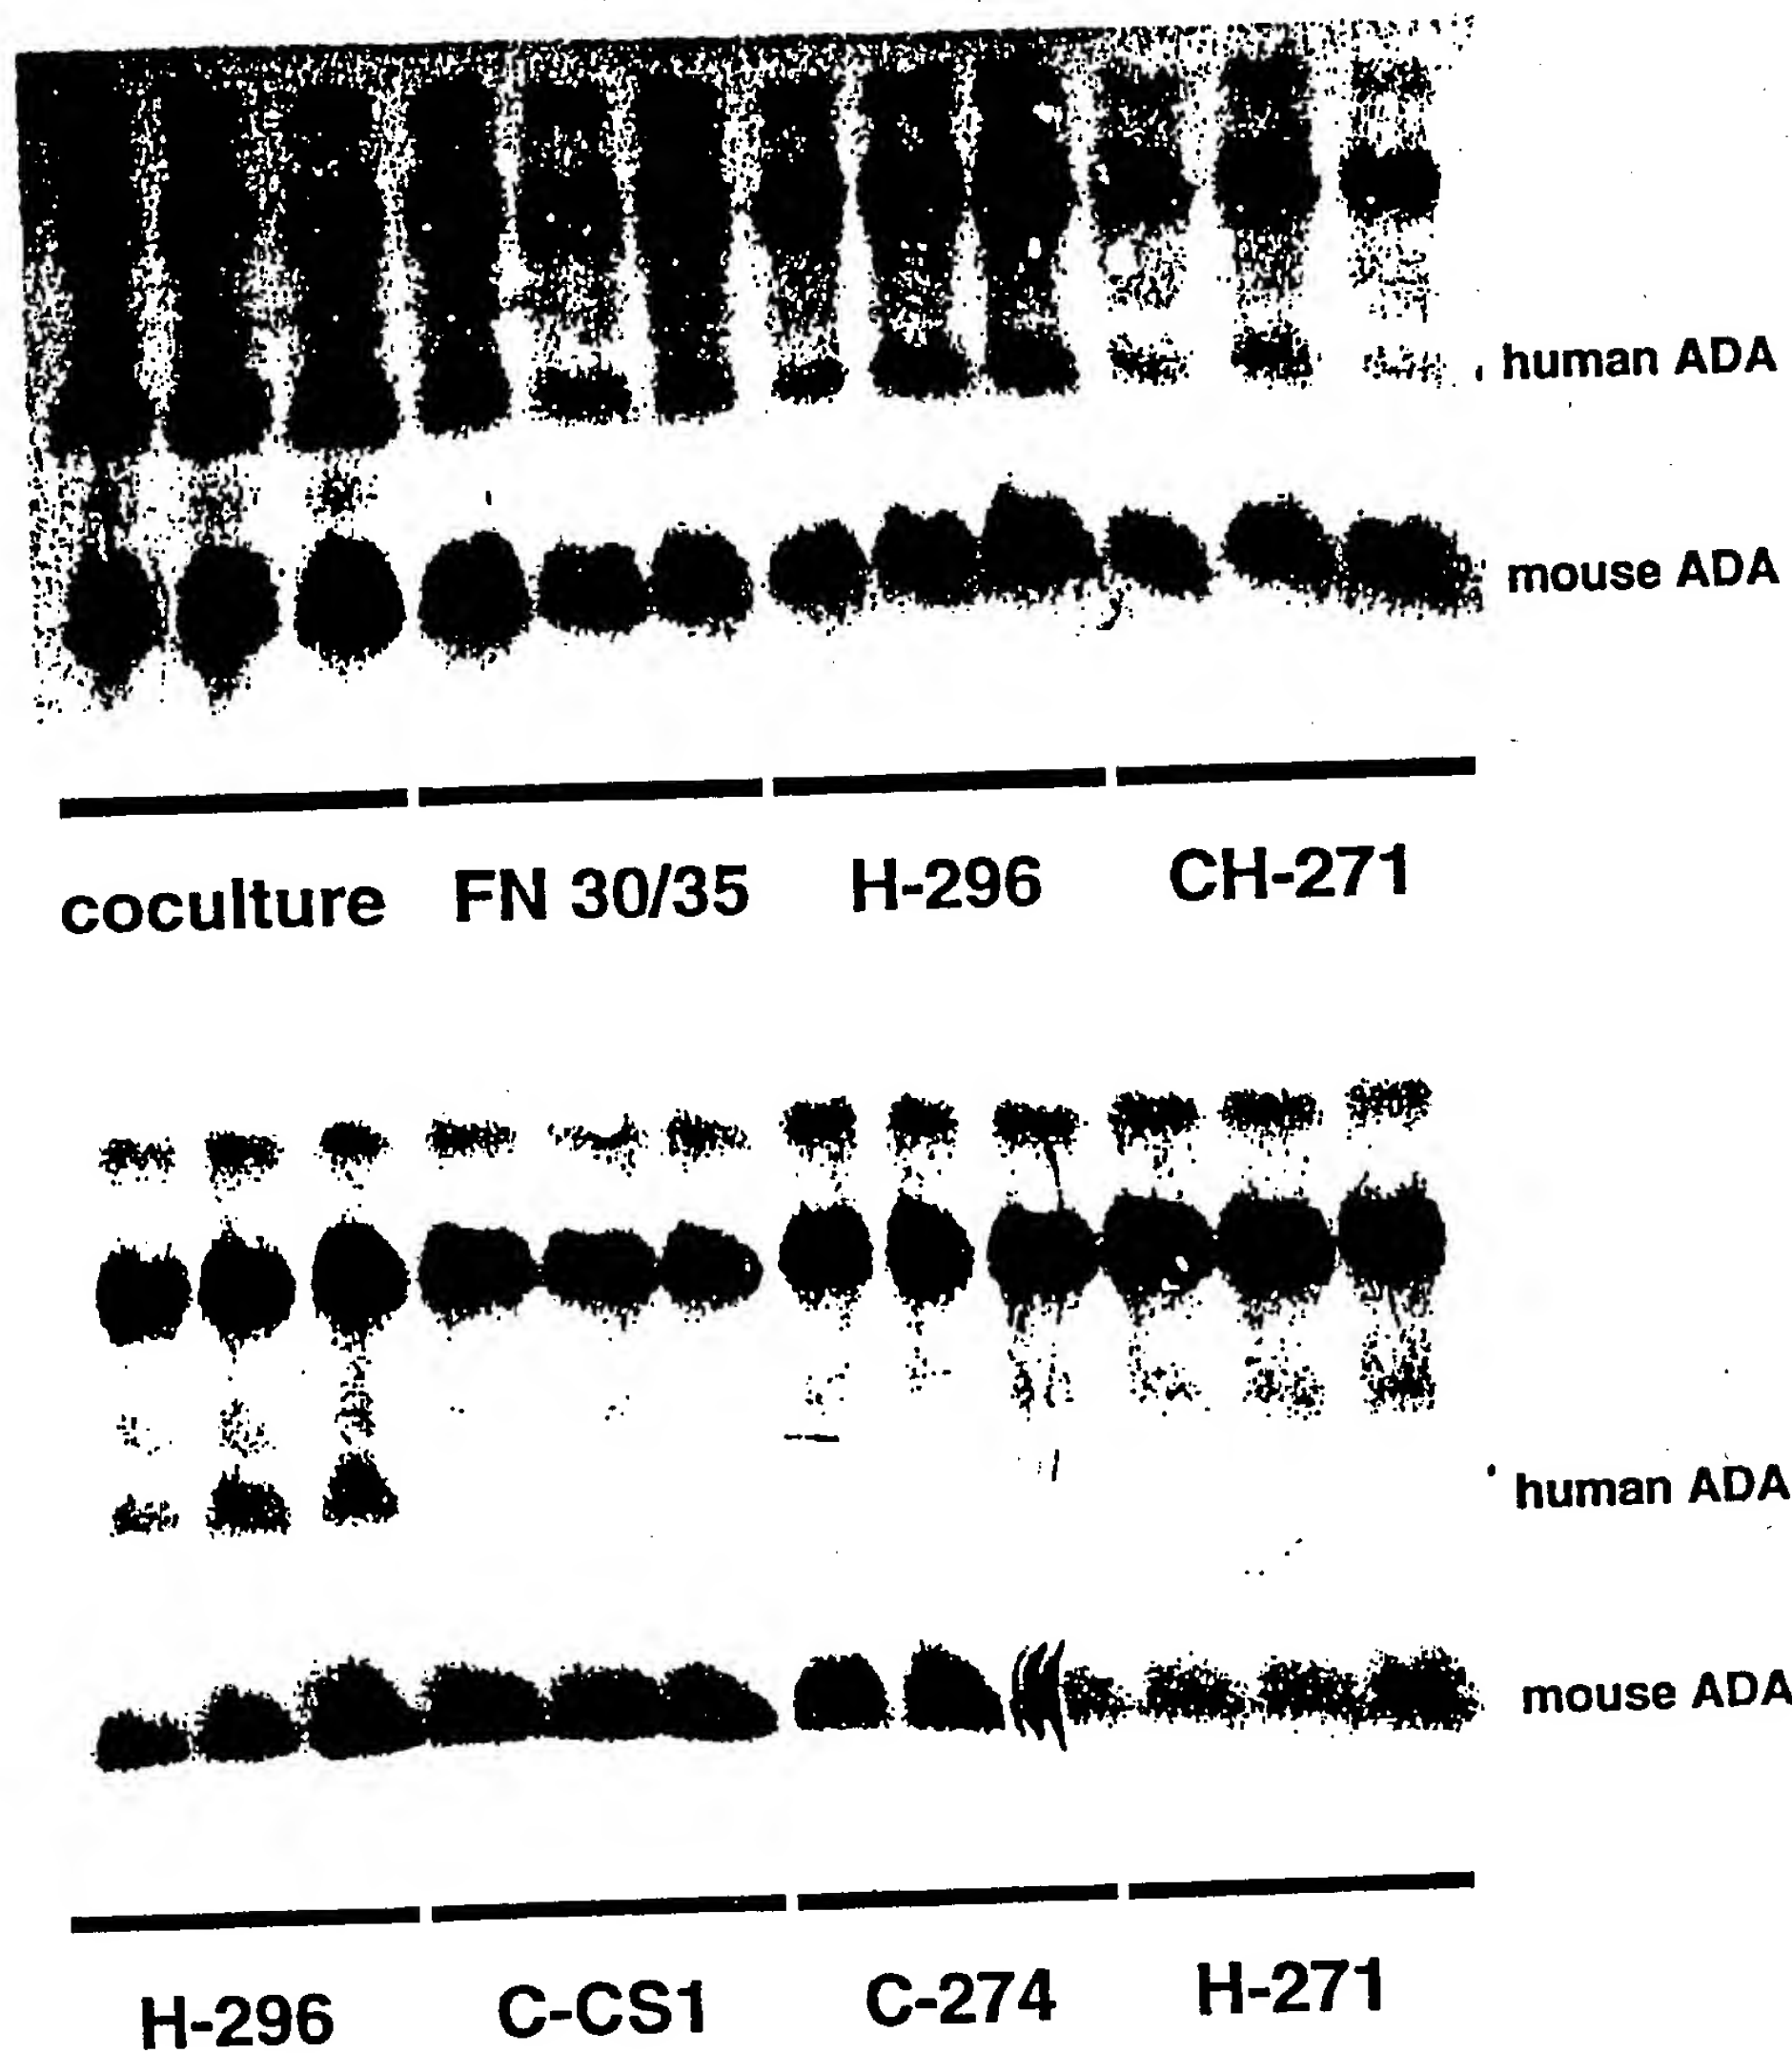 human ADA
mouse ADA
coculture FN 30/35 H-296 CH-271
human ADA
mouse ADA
H-296 C-CS1 C-274 H-271